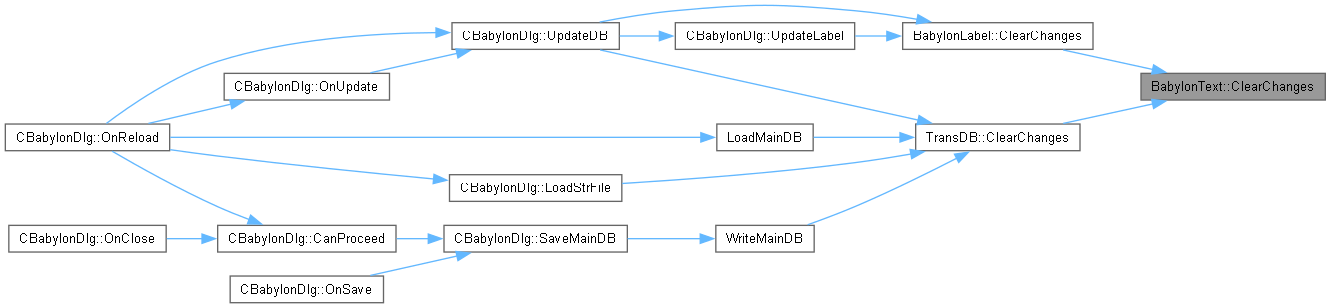 CBabylonDlg::UpdateDB
CBabylonDlg::UpdateLabel
BabylonLabel::ClearChanges
CBabylonDlg::OnUpdate
BabylonText::ClearChanges
CBabylonDlg::OnReload
LoadMainDB
TransDB::ClearChanges
CBabylonDlg::LoadStrFile
CBabylonDlg::OnClose
CBabylonDlg::CanProceed
CBabylonDlg::SaveMainDB
WriteMainDB
CBabylonDlg::OnSave